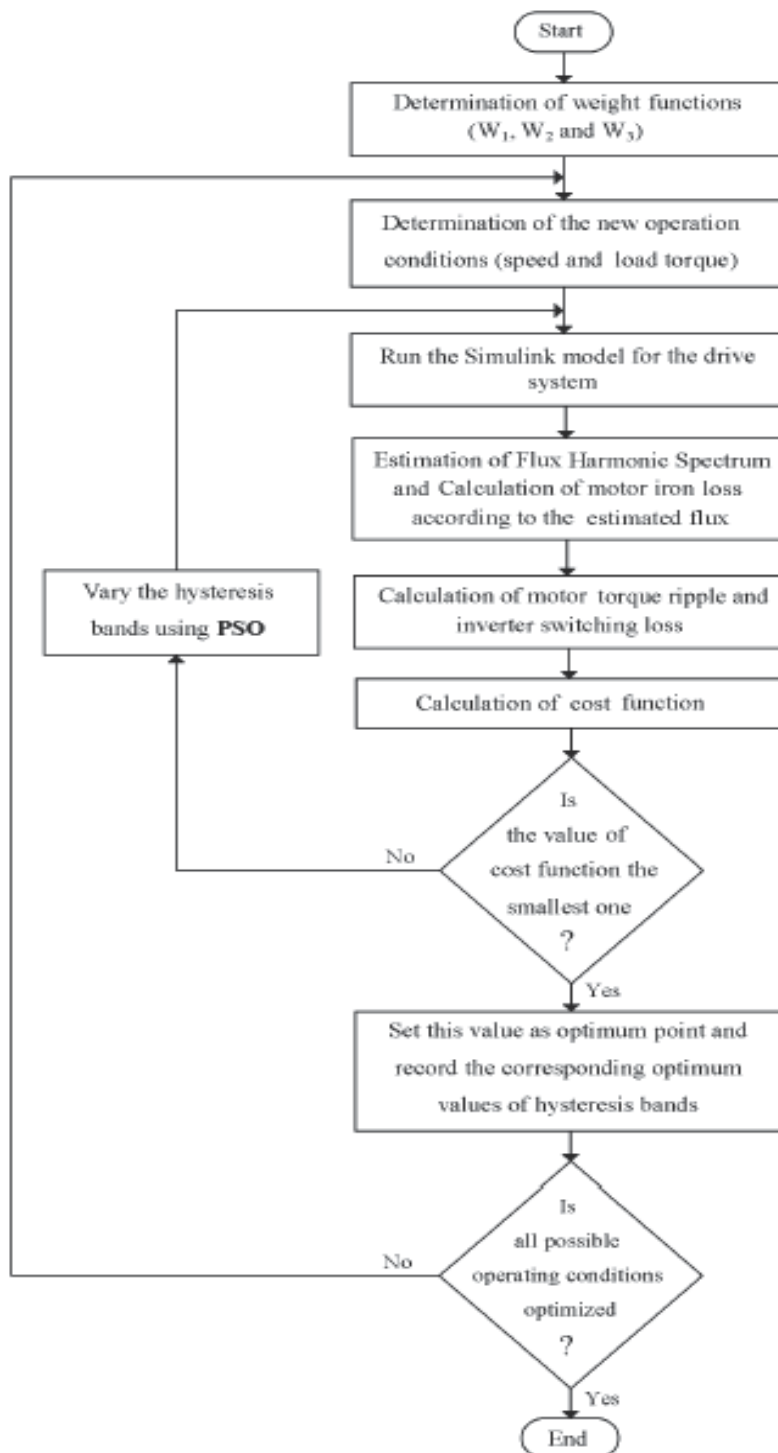 Start
Determination of weight functions
(W₁, W₂ and W₃)
Determination of the new operation
conditions (speed and load torque)
Run the Simulink model for the drive
system
Estimation of Flux Harmonic Spectrum
and Calculation of motor iron loss
according to the estimated flux
Vary the hysteresis
bands using PSO
Calculation of motor torque ripple and
inverter switching loss
Calculation of cost function
Is
the value of
cost function the
smallest one
?
No
Yes
Set this value as optimum point and
record the corresponding optimum
values of hysteresis bands
Is
all possible
operating conditions
optimized
?
No
Yes
End